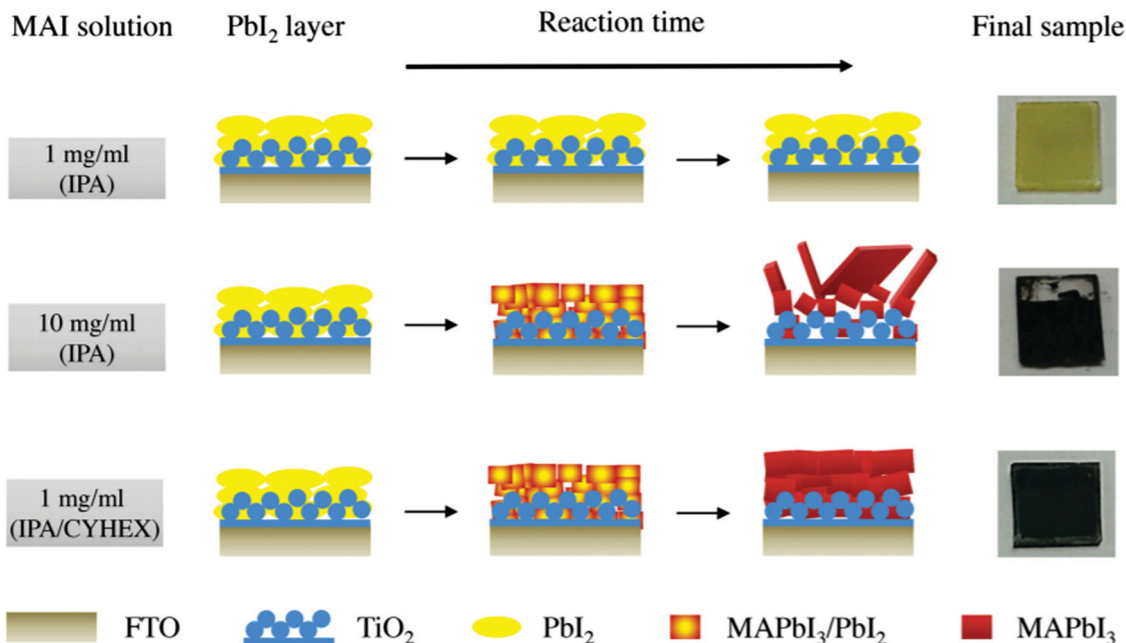 MAI solution PbI₂ layer Reaction time Final sample
1 mg/ml
(IPA)
10 mg/ml
(IPA)
1 mg/ml
(IPA/CYHEX)
FTO TiO₂ PbI₂ MAPbI₃/PbI₂ MAPbI₃